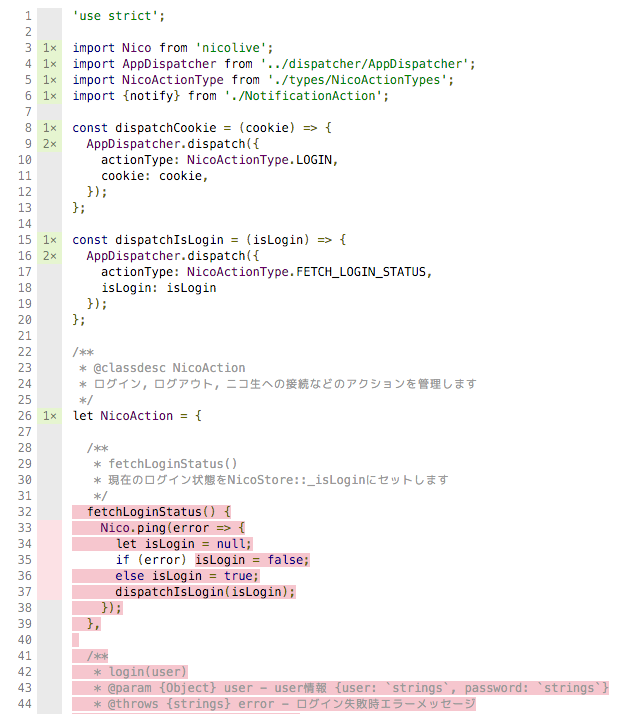 1 'use strict';
2
3 1× import Nico from 'nicolive';
4 1× import AppDispatcher from '../dispatcher/AppDispatcher';
5 1× import NicoActionType from './types/NicoActionTypes';
6 1× import {notify} from './NotificationAction';
7
8 1× const dispatchCookie = (cookie) => {
9 2× AppDispatcher.dispatch({
10 actionType: NicoActionType.LOGIN,
11 cookie: cookie,
12 });
13 };
14
15 1× const dispatchIsLogin = (isLogin) => {
16 2× AppDispatcher.dispatch({
17 actionType: NicoActionType.FETCH_LOGIN_STATUS,
18 isLogin: isLogin
19 });
20 };
21
22 /**
23 * @classdesc NicoAction
24 * ログイン, ログアウト, ニコ生への接続などのアクションを管理します
25 */
26 1× let NicoAction = {
27
28 /**
29 * fetchLoginStatus()
30 * 現在のログイン状態をNicoStore::_isLoginにセットします
31 */
32 fetchLoginStatus() {
33 Nico.ping(error => {
34 let isLogin = null;
35 if (error) isLogin = false;
36 else isLogin = true;
37 dispatchIsLogin(isLogin);
38 });
39 },
40
41 /**
42 * login(user)
43 * @param {Object} user - user情報 {user: `strings`, password: `strings`}
44 * @throws {strings} error - ログイン失敗時エラーメッセージ